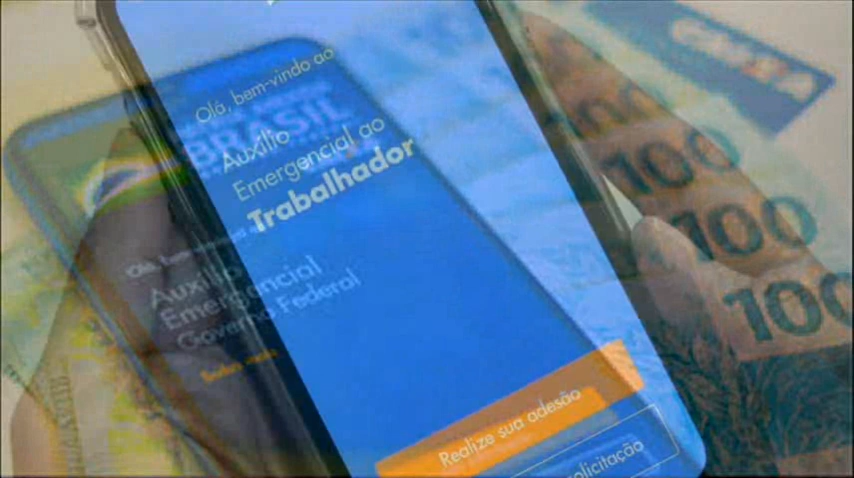 Olá, bem-vindo ao
Auxílio
Emergencial ao
Trabalhador
Realize sua adesão
solicitação
BRASIL
Auxílio
Emergencial
Governo Federal
100
100
100
100